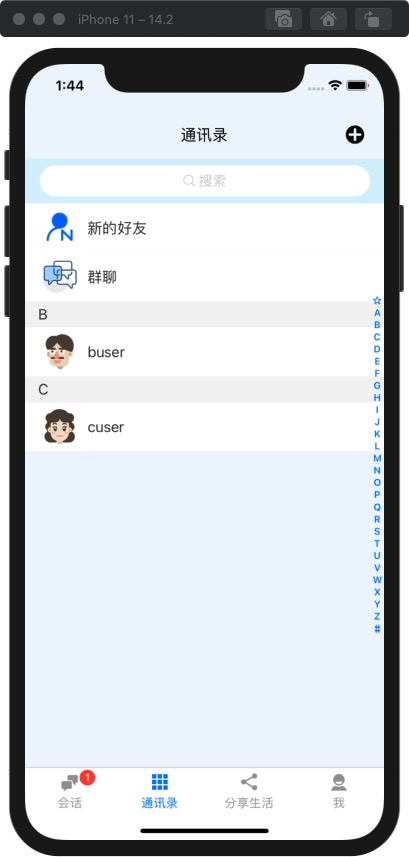 iPhone 11 – 14.2
1:44
通讯录
搜索
新的好友
群聊
B
buser
C
cuser
☆
A
B
C
D
E
F
G
H
I
J
K
L
M
N
O
P
Q
R
S
T
U
V
W
X
Y
Z
#
1
会话
通讯录
分享生活
我